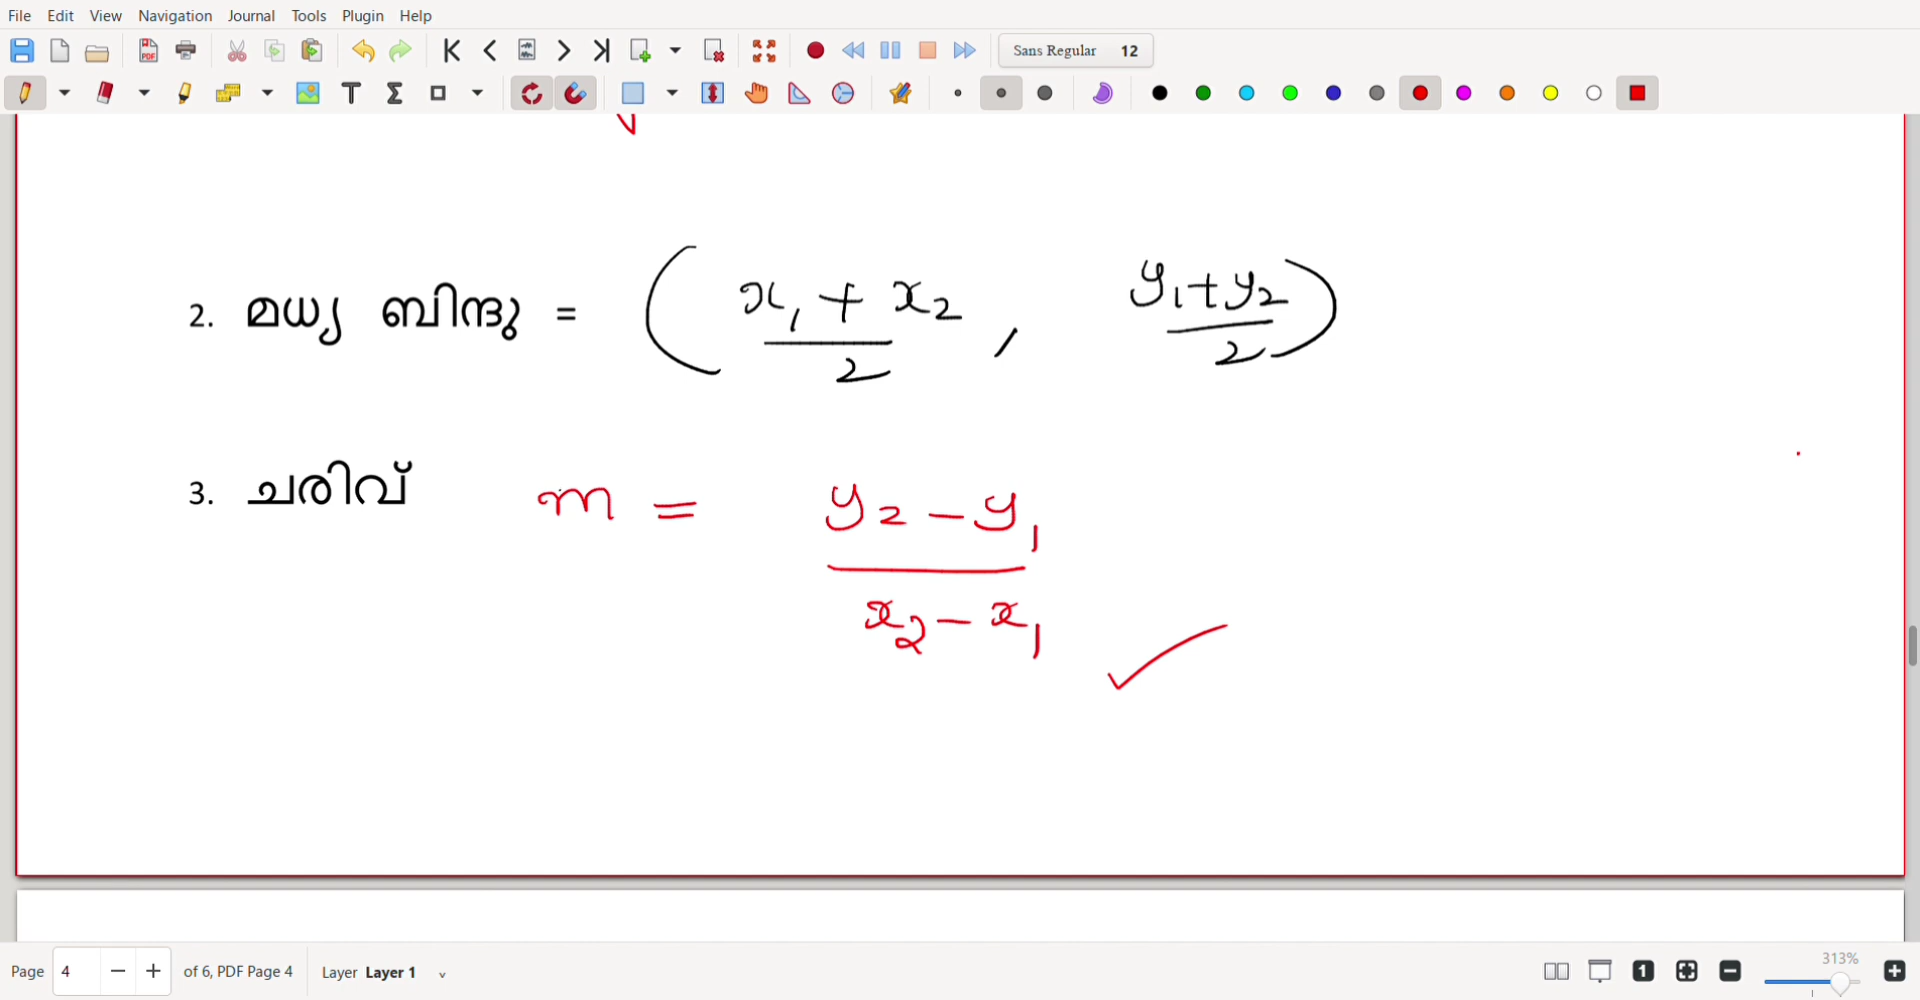 File Edit View Navigation Journal Tools Plugin Help
Sans Regular 12
2. മധ്യ ബിന്ദു = ( x₁ + x₂ / 2 , y₁ + y₂ / 2 )
3. ചരിവ് m = y₂ − y₁ / x₂ − x₁
Page 4 of 6, PDF Page 4 Layer Layer 1
313%